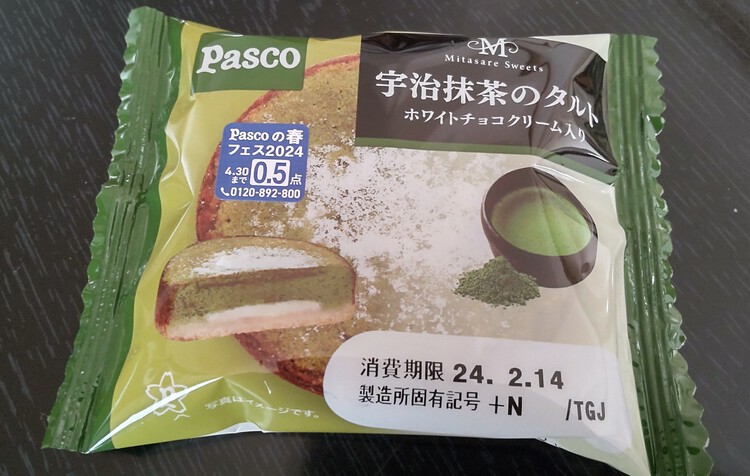 Pasco
M
Mitasare Sweets
宇治抹茶のタルト
ホワイトチョコクリーム入り
Pascoの春
フェス2024
4.30まで 0.5点
0120-892-800
消費期限 24. 2.14
製造所固有記号 +N /TGJ
写真はイメージです。